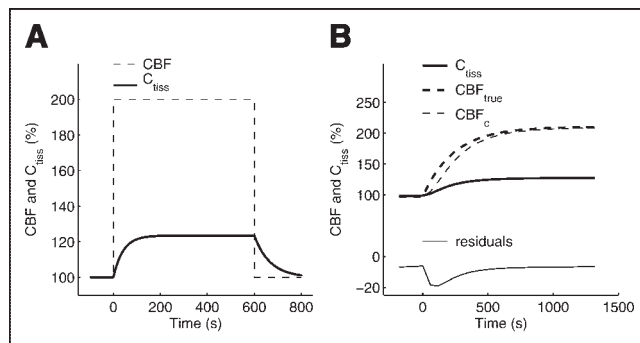 A
CBF
C_tiss
CBF and C_tiss (%)
200
180
160
140
120
100
0 200 400 600 800
Time (s)
B
C_tiss
CBF_true
CBF_c
CBF and C_tiss (%)
250
200
150
100
residuals
0
−20
0 500 1000 1500
Time (s)